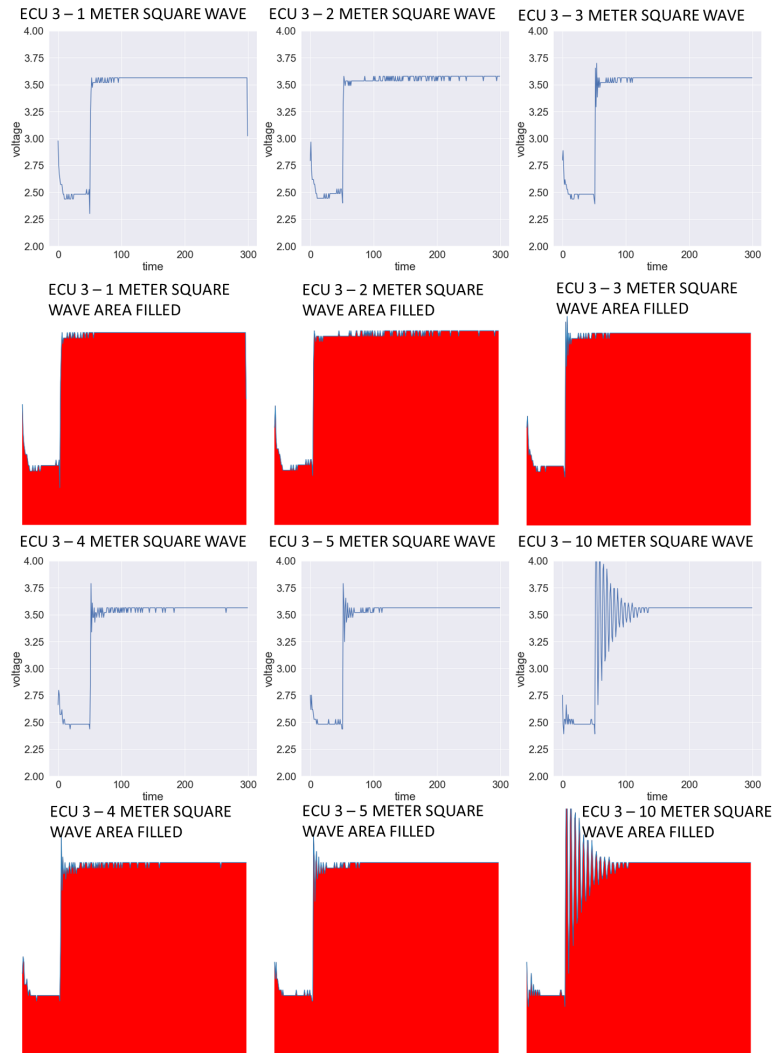 ECU 3 – 1 METER SQUARE WAVE
ECU 3 – 2 METER SQUARE WAVE
ECU 3 – 3 METER SQUARE WAVE
4.00
3.75
3.50
3.25
3.00
2.75
2.50
2.25
2.00
voltage
0
100
200
300
time
4.00
3.75
3.50
3.25
3.00
2.75
2.50
2.25
2.00
voltage
0
100
200
300
time
4.00
3.75
3.50
3.25
3.00
2.75
2.50
2.25
2.00
voltage
0
100
200
300
time
ECU 3 – 1 METER SQUARE
WAVE AREA FILLED
ECU 3 – 2 METER SQUARE
WAVE AREA FILLED
ECU 3 – 3 METER SQUARE
WAVE AREA FILLED
ECU 3 – 4 METER SQUARE WAVE
ECU 3 – 5 METER SQUARE WAVE
ECU 3 – 10 METER SQUARE WAVE
4.00
3.75
3.50
3.25
3.00
2.75
2.50
2.25
2.00
voltage
0
100
200
300
time
4.00
3.75
3.50
3.25
3.00
2.75
2.50
2.25
2.00
voltage
0
100
200
300
time
4.00
3.75
3.50
3.25
3.00
2.75
2.50
2.25
2.00
voltage
0
100
200
300
time
ECU 3 – 4 METER SQUARE
WAVE AREA FILLED
ECU 3 – 5 METER SQUARE
WAVE AREA FILLED
ECU 3 – 10 METER SQUARE
WAVE AREA FILLED